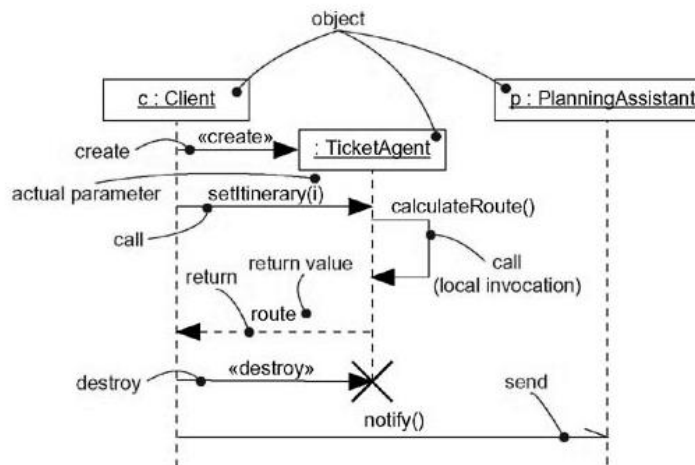 object
c : Client
p : PlanningAssistant
create
«create»
: TicketAgent
actual parameter
setItinerary(i)
calculateRoute()
call
call
(local invocation)
return value
return
route
destroy
«destroy»
send
notify()